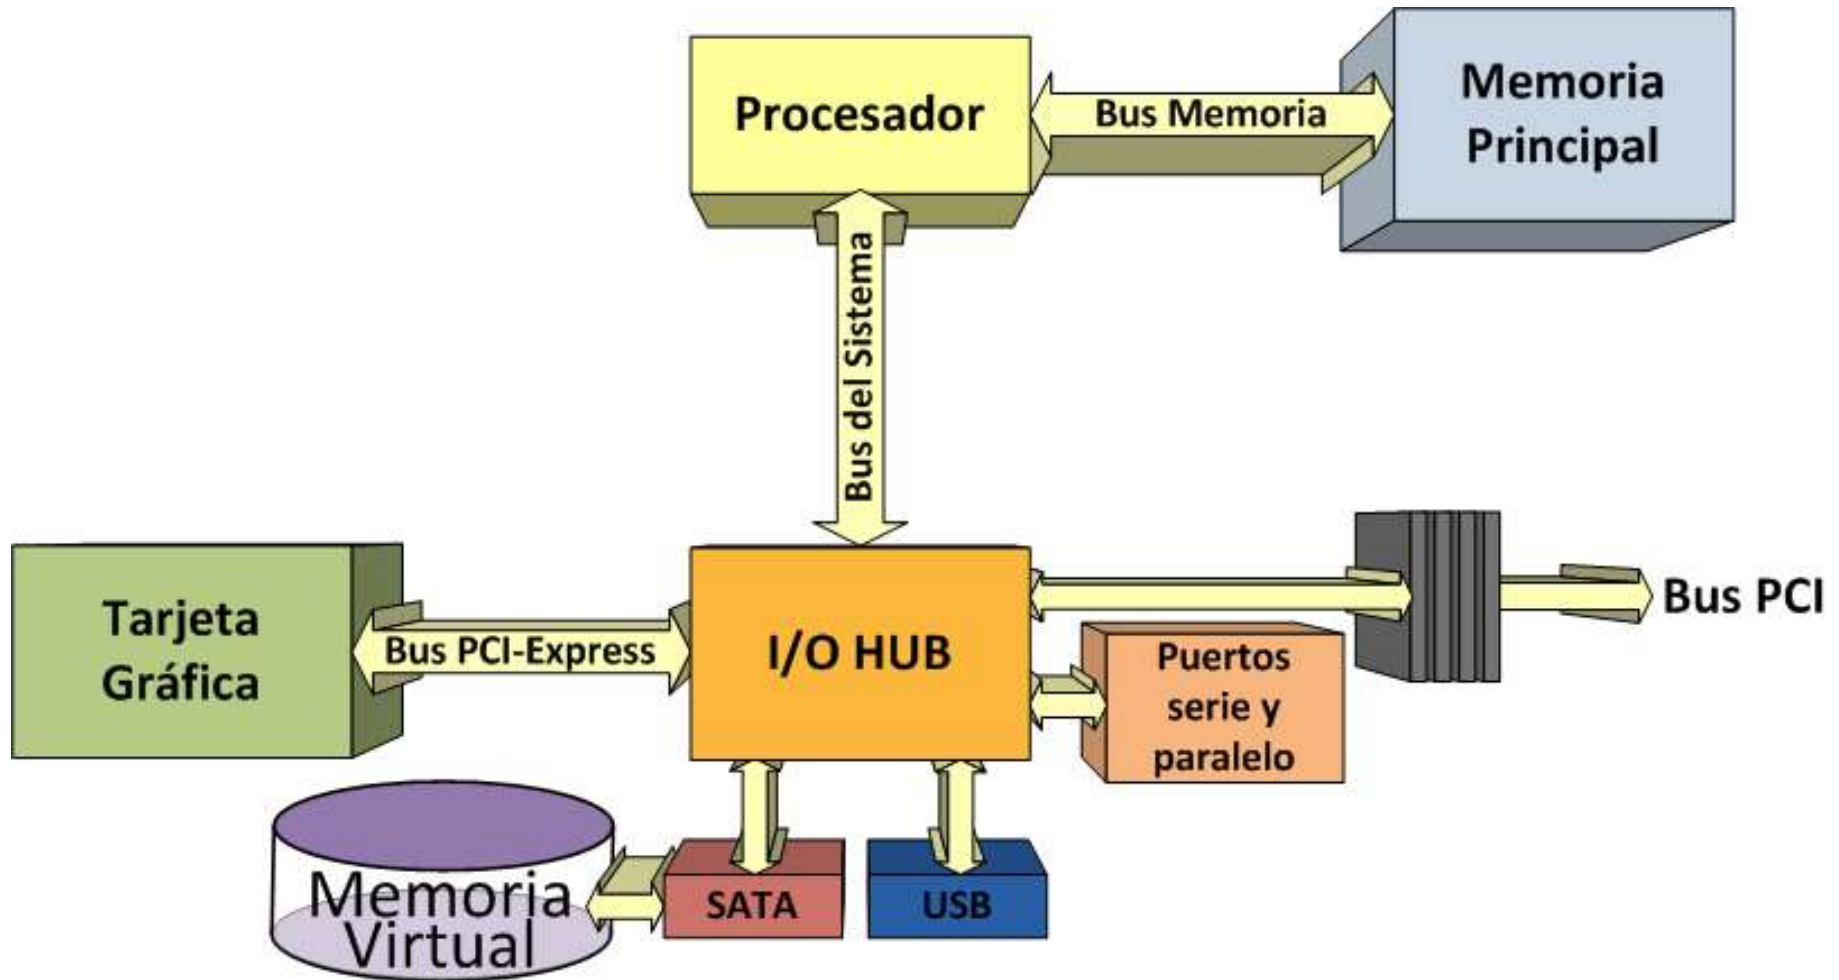 Procesador
Bus Memoria
Memoria
Principal
Bus del Sistema
Tarjeta
Gráfica
Bus PCI-Express
I/O HUB
Bus PCI
Puertos
serie y
paralelo
Memoria
Virtual
SATA
USB